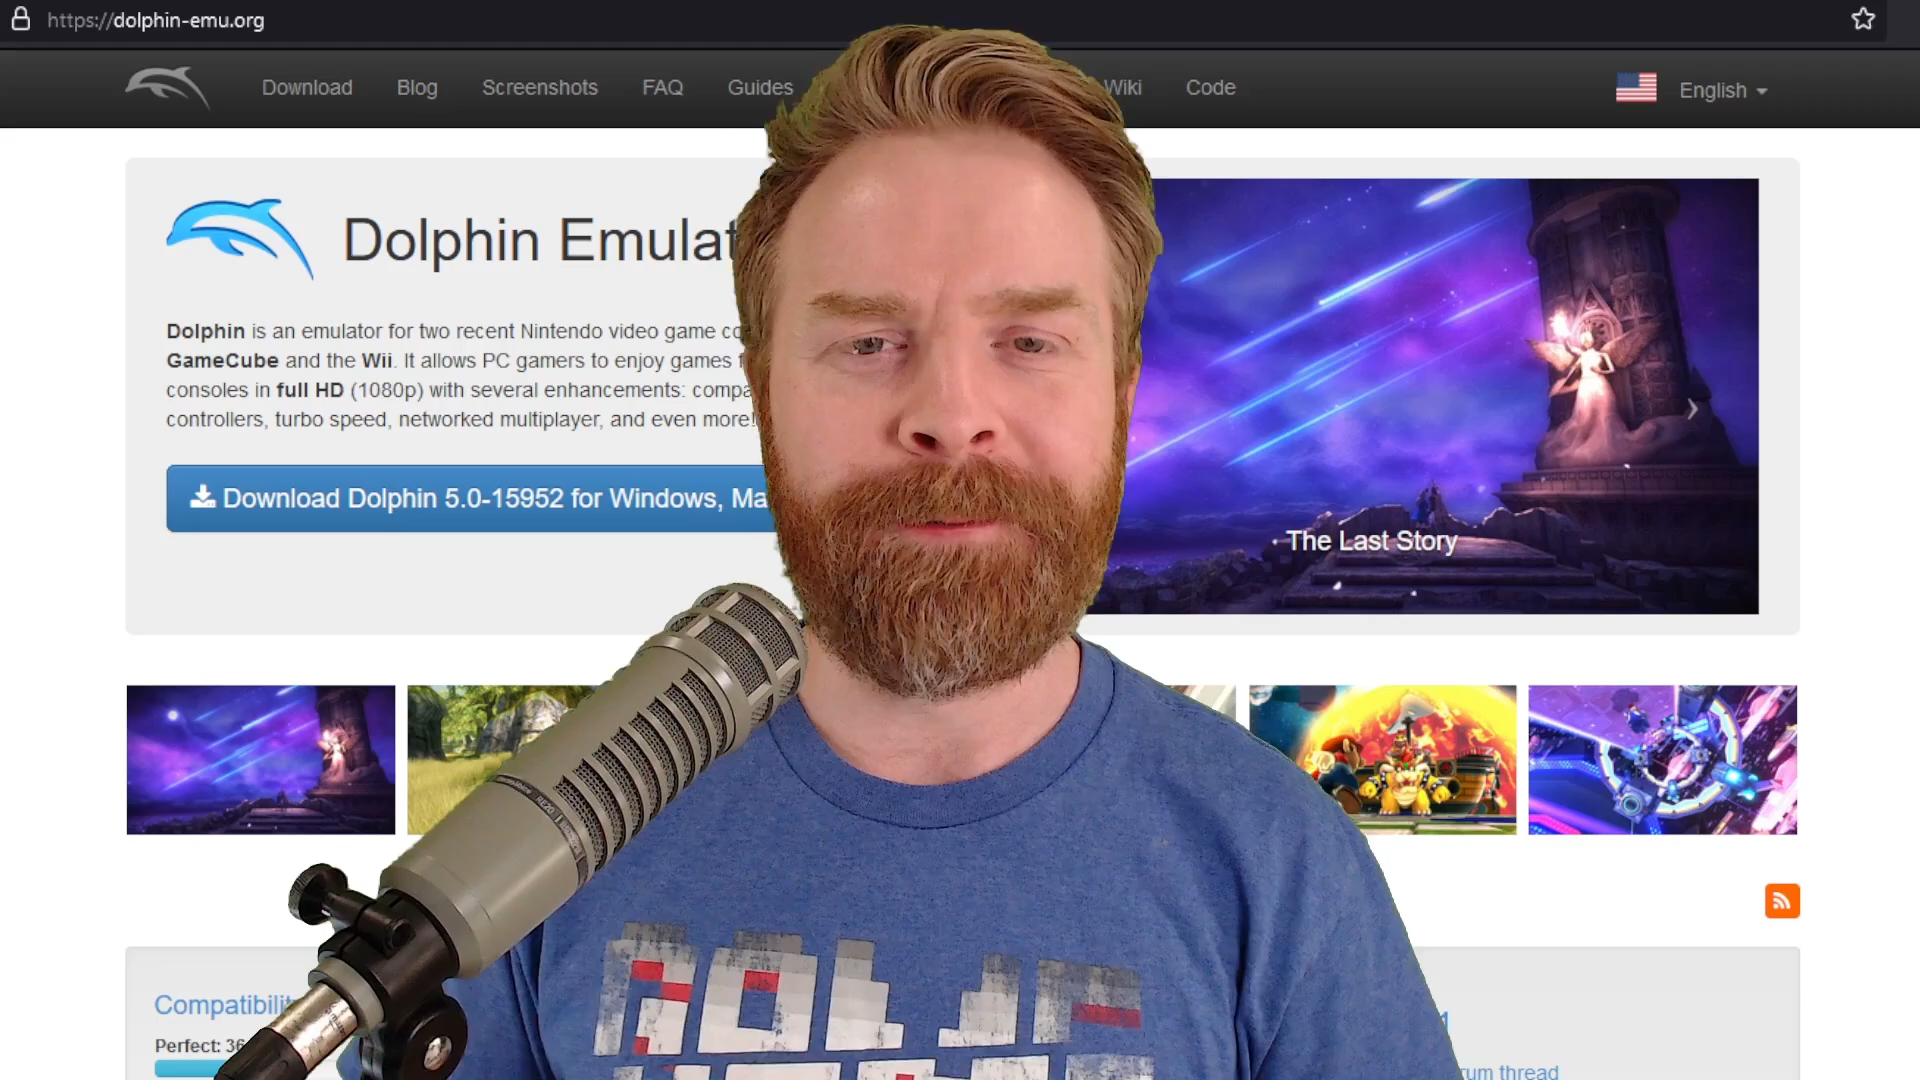 https://dolphin-emu.org
Download Blog Screenshots FAQ Guides Wiki Code English
Dolphin Emulat
Dolphin is an emulator for two recent Nintendo video game co
GameCube and the Wii. It allows PC gamers to enjoy games f
consoles in full HD (1080p) with several enhancements: compa
controllers, turbo speed, networked multiplayer, and even more!
Download Dolphin 5.0-15952 for Windows, Ma
The Last Story
RE20
Compatibilit
Perfect: 36
rum thread